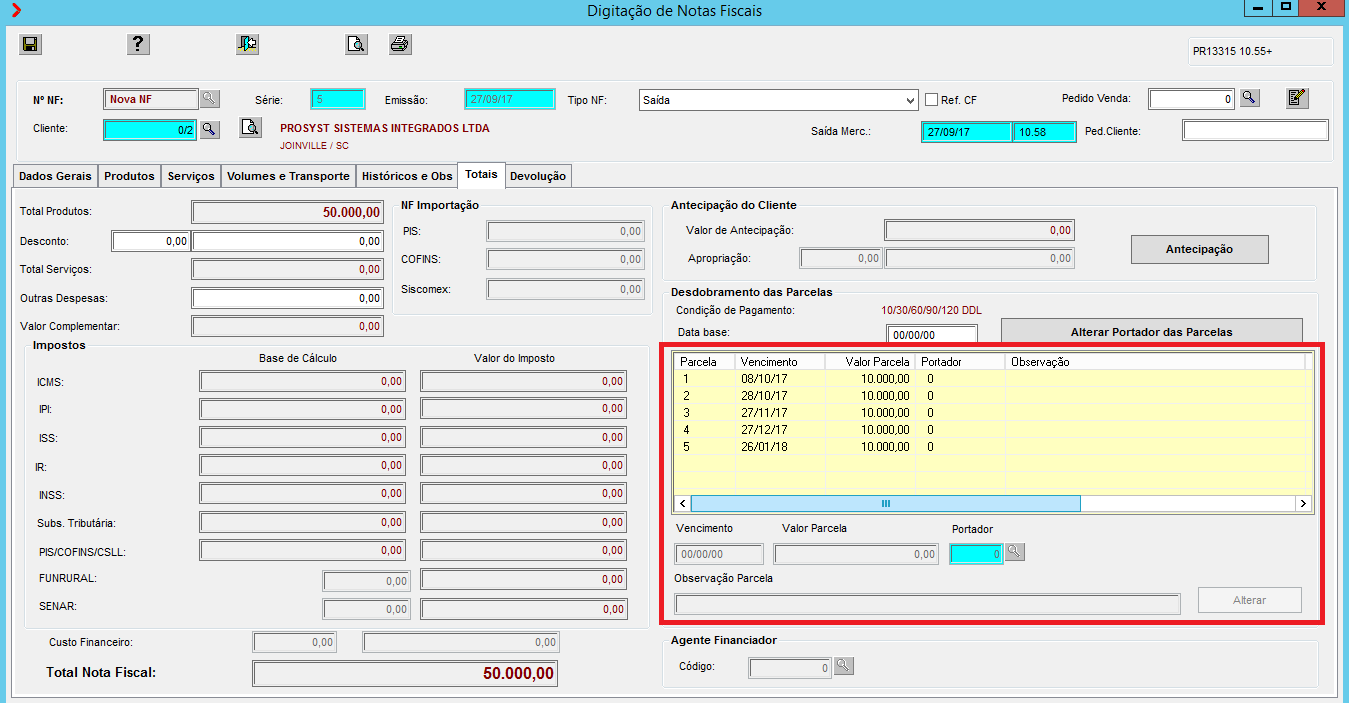 Digitação de Notas Fiscais
PR13315 10.55+
Nº NF: Nova NF Série: 5 Emissão: 27/09/17 Tipo NF: Saída Ref. CF Pedido Venda: 0
Cliente: 0/2 PROSYST SISTEMAS INTEGRADOS LTDA Saída Merc.: 27/09/17 10.58 Ped.Cliente:
JOINVILLE / SC
Dados Gerais Produtos Serviços Volumes e Transporte Históricos e Obs Totais Devolução
Total Produtos: 50.000,00
Desconto: 0,00 0,00
Total Serviços: 0,00
Outras Despesas: 0,00
Valor Complementar: 0,00
NF Importação
PIS: 0,00
COFINS: 0,00
Siscomex: 0,00
Impostos
Base de Cálculo Valor do Imposto
ICMS: 0,00 0,00
IPI: 0,00 0,00
ISS: 0,00 0,00
IR: 0,00 0,00
INSS: 0,00 0,00
Subs. Tributária: 0,00 0,00
PIS/COFINS/CSLL: 0,00 0,00
FUNRURAL: 0,00 0,00
SENAR: 0,00 0,00
Custo Financeiro: 0,00 0,00
Total Nota Fiscal: 50.000,00
Antecipação do Cliente
Valor de Antecipação: 0,00
Apropriação: 0,00 0,00
Antecipação
Desdobramento das Parcelas
Condição de Pagamento: 10/30/60/90/120 DDL
Data base: 00/00/00 Alterar Portador das Parcelas
Parcela Vencimento Valor Parcela Portador Observação
1 08/10/17 10.000,00 0
2 28/10/17 10.000,00 0
3 27/11/17 10.000,00 0
4 27/12/17 10.000,00 0
5 26/01/18 10.000,00 0
Vencimento Valor Parcela Portador
00/00/00 0,00 0
Observação Parcela
Alterar
Agente Financiador
Código: 0